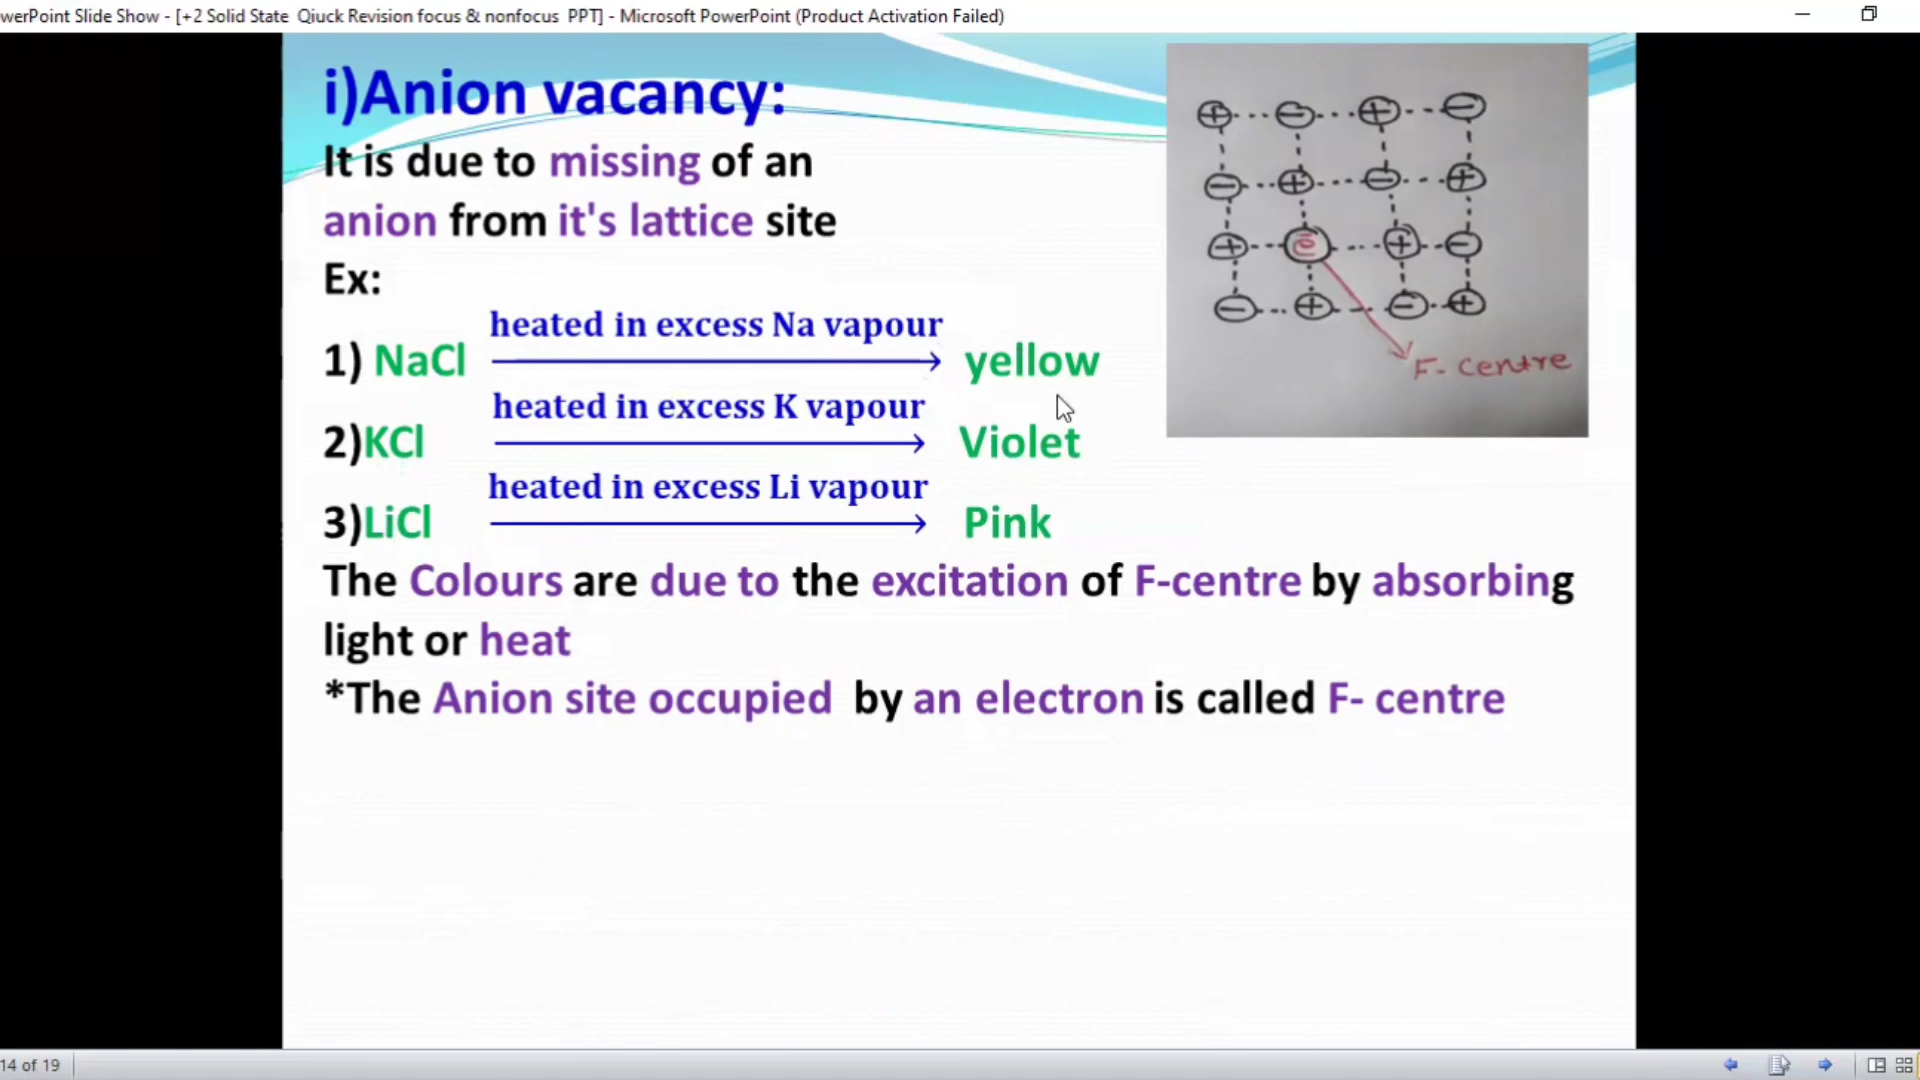 werPoint Slide Show - [+2 Solid State Qiuck Revision focus & nonfocus PPT] - Microsoft PowerPoint (Product Activation Failed)
i)Anion vacancy:
It is due to missing of an
anion from it's lattice site
Ex:
heated in excess Na vapour
1) NaCl → yellow
heated in excess K vapour
2)KCl → Violet
heated in excess Li vapour
3)LiCl → Pink
The Colours are due to the excitation of F-centre by absorbing
light or heat
*The Anion site occupied by an electron is called F- centre
+ - + -
- + - +
+ e̅ + -
- + - +
F- centre
14 of 19